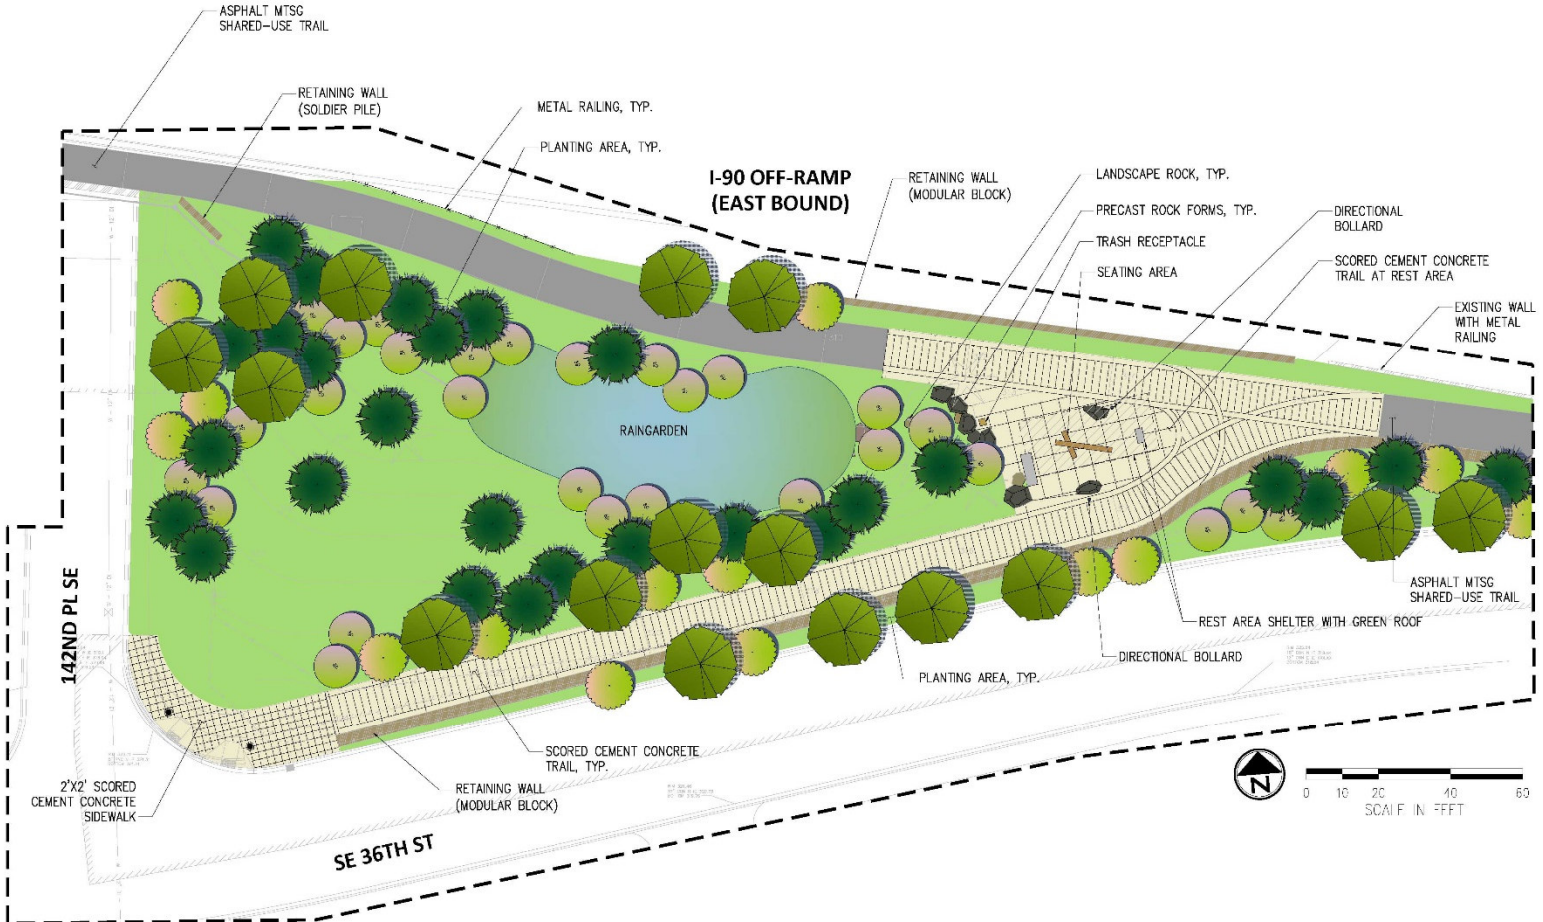 ASPHALT MTSG
SHARED-USE TRAIL
RETAINING WALL
(SOLDIER PILE)
METAL RAILING, TYP.
PLANTING AREA, TYP.
I-90 OFF-RAMP
(EAST BOUND)
RETAINING WALL
(MODULAR BLOCK)
LANDSCAPE ROCK, TYP.
PRECAST ROCK FORMS, TYP.
TRASH RECEPTACLE
SEATING AREA
DIRECTIONAL
BOLLARD
SCORED CEMENT CONCRETE
TRAIL AT REST AREA
EXISTING WALL
WITH METAL
RAILING
RAINGARDEN
142ND PL SE
ASPHALT MTSG
SHARED-USE TRAIL
REST AREA SHELTER WITH GREEN ROOF
DIRECTIONAL BOLLARD
PLANTING AREA, TYP.
SCORED CEMENT CONCRETE
TRAIL, TYP.
RETAINING WALL
(MODULAR BLOCK)
2'X2' SCORED
CEMENT CONCRETE
SIDEWALK
SE 36TH ST
N
0 10 20 40 60
SCALE IN FEET